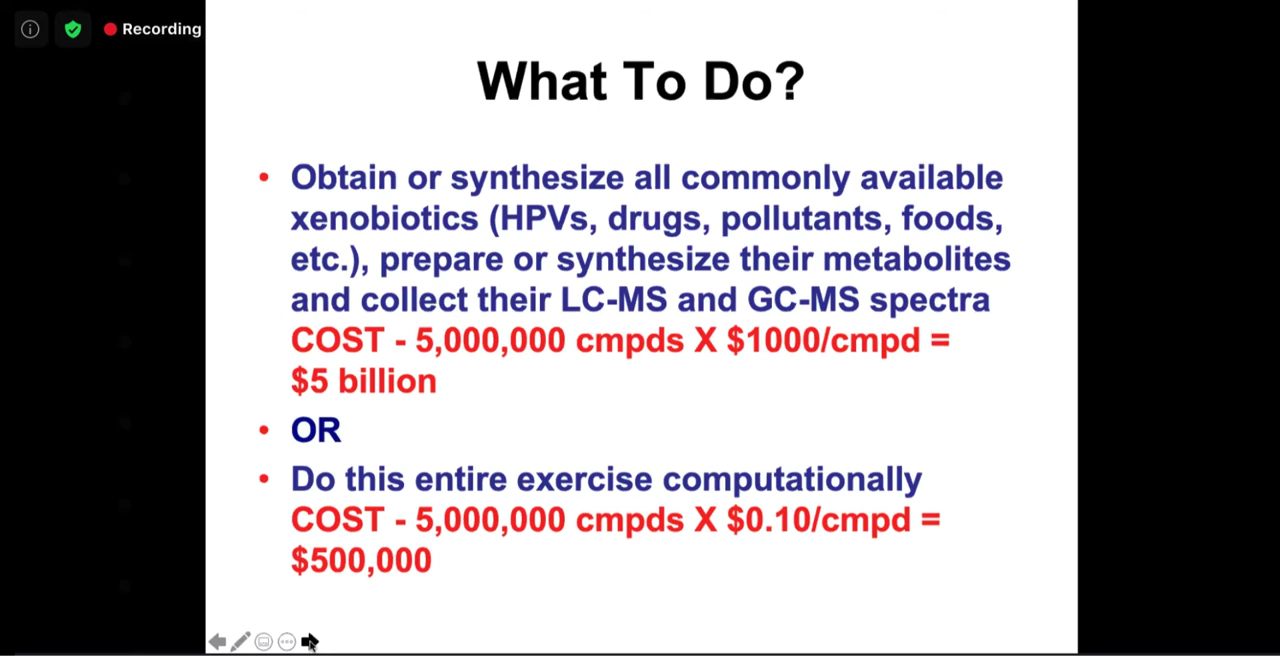 Recording
What To Do?
• Obtain or synthesize all commonly available
xenobiotics (HPVs, drugs, pollutants, foods,
etc.), prepare or synthesize their metabolites
and collect their LC-MS and GC-MS spectra
COST - 5,000,000 cmpds X $1000/cmpd =
$5 billion
• OR
• Do this entire exercise computationally
COST - 5,000,000 cmpds X $0.10/cmpd =
$500,000